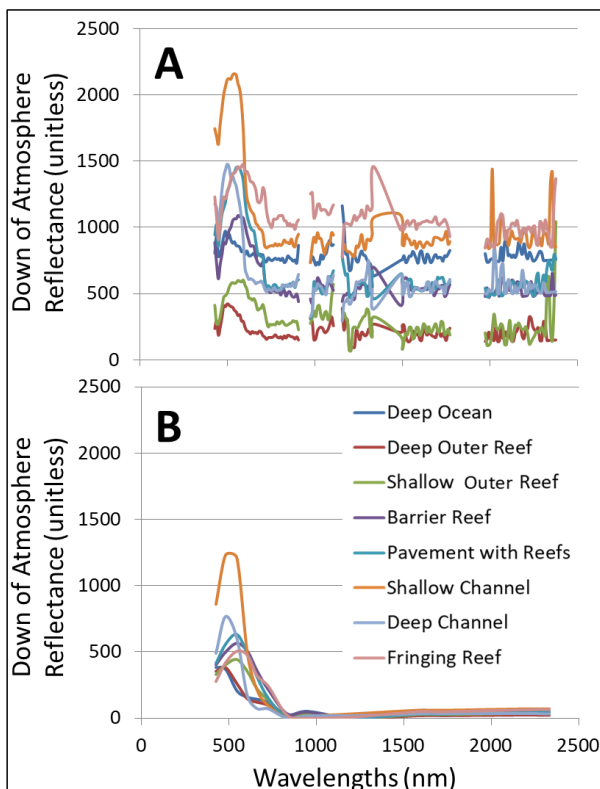 A
Down of Atmosphere
Reflectance (unitless)
2500
2000
1500
1000
500
0
B
Down of Atmosphere
Reflectance (unitless)
2500
2000
1500
1000
500
0
Deep Ocean
Deep Outer Reef
Shallow Outer Reef
Barrier Reef
Pavement with Reefs
Shallow Channel
Deep Channel
Fringing Reef
0 500 1000 1500 2000 2500
Wavelengths (nm)